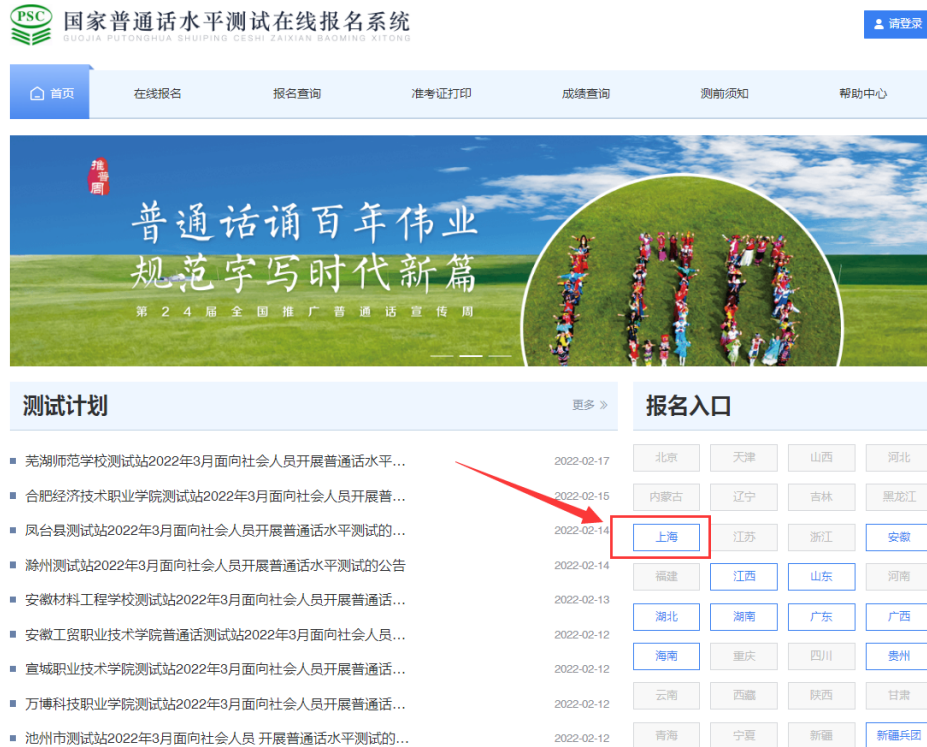 PSC
国家普通话水平测试在线报名系统
GUOJIA PUTONGHUA SHUIPING CESHI ZAIXIAN BAOMING XITONG
请登录
首页 在线报名 报名查询 准考证打印 成绩查询 测前须知 帮助中心
推普周
普通话诵百年伟业
规范字写时代新篇
第24届全国推广普通话宣传周
测试计划 更多
芜湖师范学校测试站2022年3月面向社会人员开展普通话水平... 2022-02-17
合肥经济技术职业学院测试站2022年3月面向社会人员开展普... 2022-02-15
凤台县测试站2022年3月面向社会人员开展普通话水平测试的... 2022-02-14
滁州测试站2022年3月面向社会人员开展普通话水平测试的公告 2022-02-14
安徽材料工程学校测试站2022年3月面向社会人员开展普通话... 2022-02-13
安徽工贸职业技术学院普通话测试站2022年3月面向社会人员... 2022-02-12
宣城职业技术学院测试站2022年3月面向社会人员开展普通话... 2022-02-12
万博科技职业学院测试站2022年3月面向社会人员开展普通话... 2022-02-12
池州市测试站2022年3月面向社会人员 开展普通话水平测试的... 2022-02-12
报名入口
北京 天津 山西 河北
内蒙古 辽宁 吉林 黑龙江
上海 江苏 浙江 安徽
福建 江西 山东 河南
湖北 湖南 广东 广西
海南 重庆 四川 贵州
云南 西藏 陕西 甘肃
青海 宁夏 新疆 新疆兵团